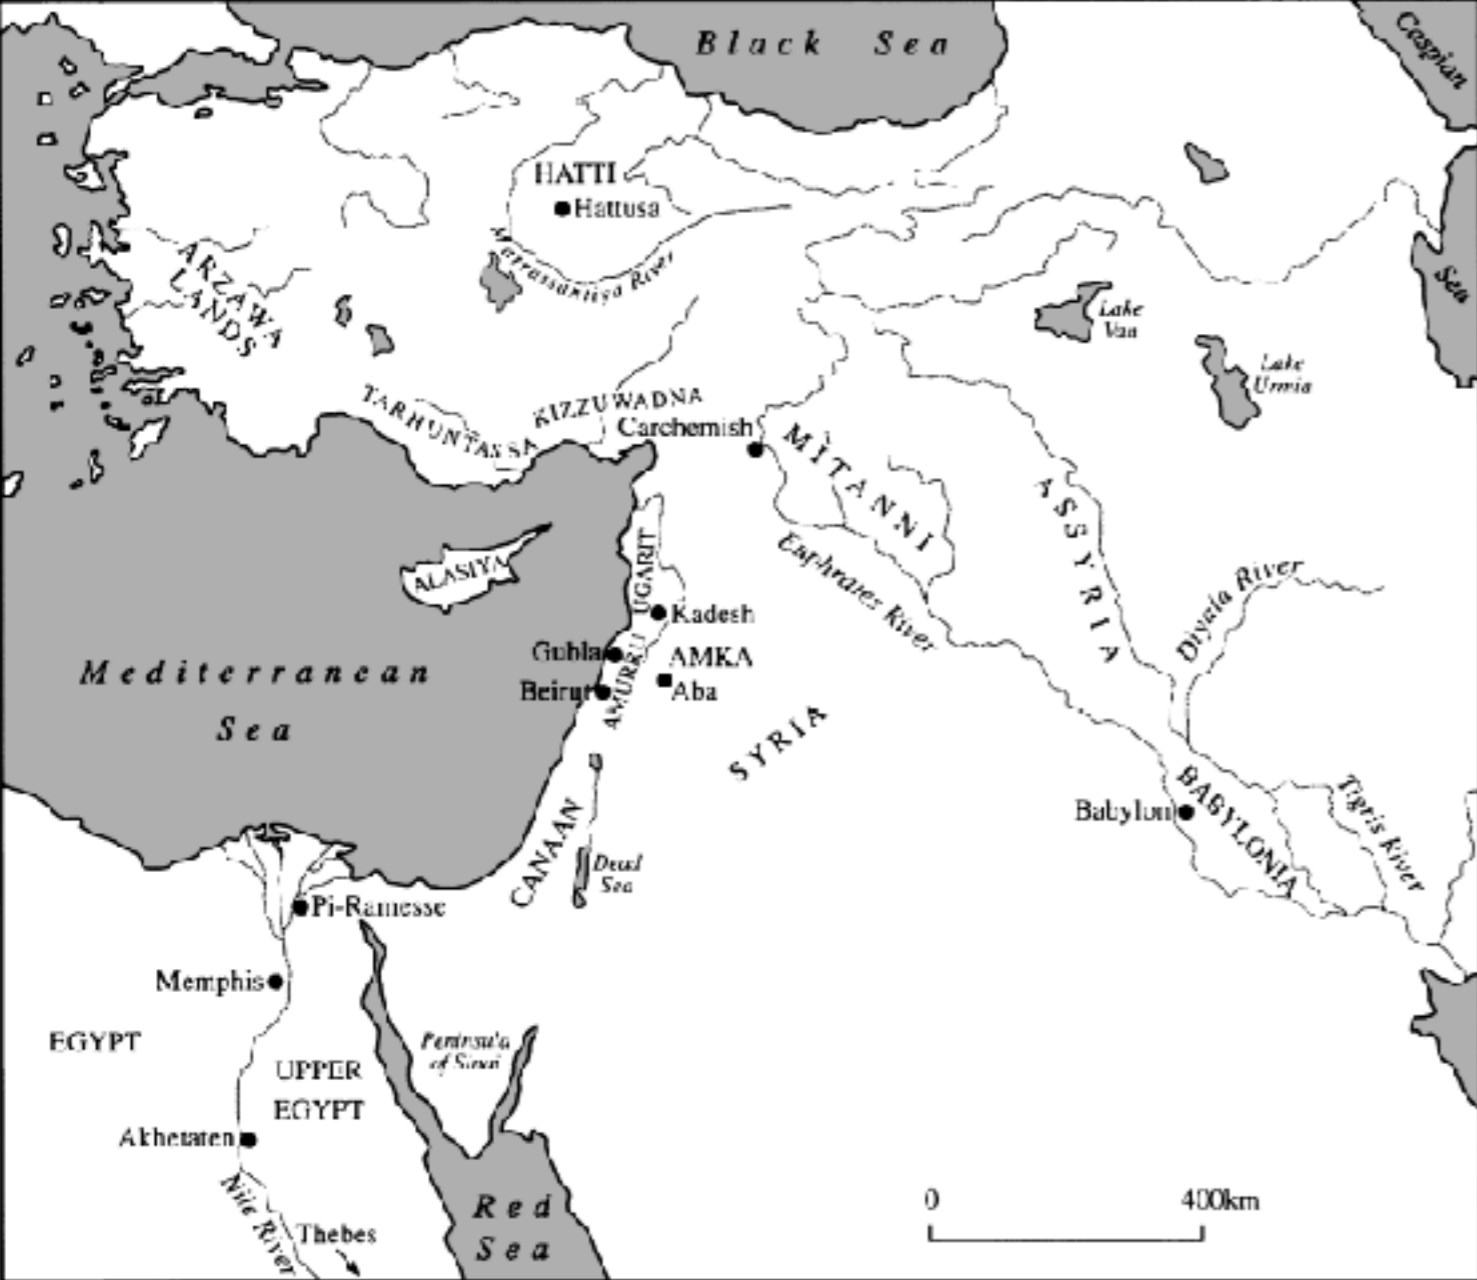 Black Sea
Caspian
Sea
HATTI
Hattusa
Marrassantiya River
ARZAWA
LANDS
Lake
Van
Lake
Urmia
TARHUNTASSA
KIZZUWADNA
Carchemish
MITANNI
ASSYRIA
ALASIYA
UGARIT
Euphrates River
Diyala River
Kadesh
Gubla
AMURRU
AMKA
Beirut
Aba
Mediterranean
Sea
SYRIA
BABYLONIA
Babylon
Tigris River
CANAAN
Dead
Sea
Pi-Ramesse
Memphis
EGYPT
Peninsula
of Sinai
UPPER
EGYPT
Akhetaten
Nile River
Thebes
Red
Sea
0 400km